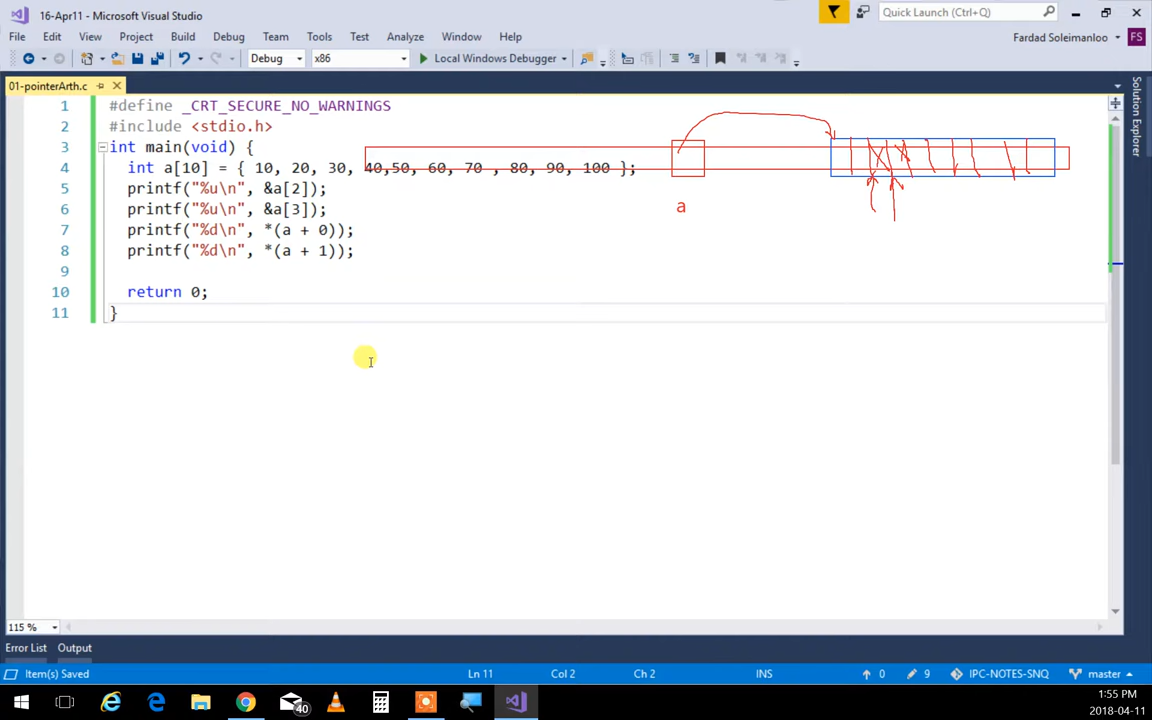 16-Apr11 - Microsoft Visual Studio
Quick Launch (Ctrl+Q)
File Edit View Project Build Debug Team Tools Test Analyze Window Help
Fardad Soleimanloo FS
Debug x86 Local Windows Debugger
01-pointerArth.c
1 #define _CRT_SECURE_NO_WARNINGS
2 #include <stdio.h>
3 int main(void) {
4 int a[10] = { 10, 20, 30, 40,50, 60, 70 , 80, 90, 100 };
5 printf("%u\n", &a[2]);
6 printf("%u\n", &a[3]);
7 printf("%d\n", *(a + 0));
8 printf("%d\n", *(a + 1));
9
10 return 0;
11 }
a
Solution Explorer
115 %
Error List Output
Item(s) Saved Ln 11 Col 2 Ch 2 INS 0 9 IPC-NOTES-SNQ master
40
1:55 PM
2018-04-11